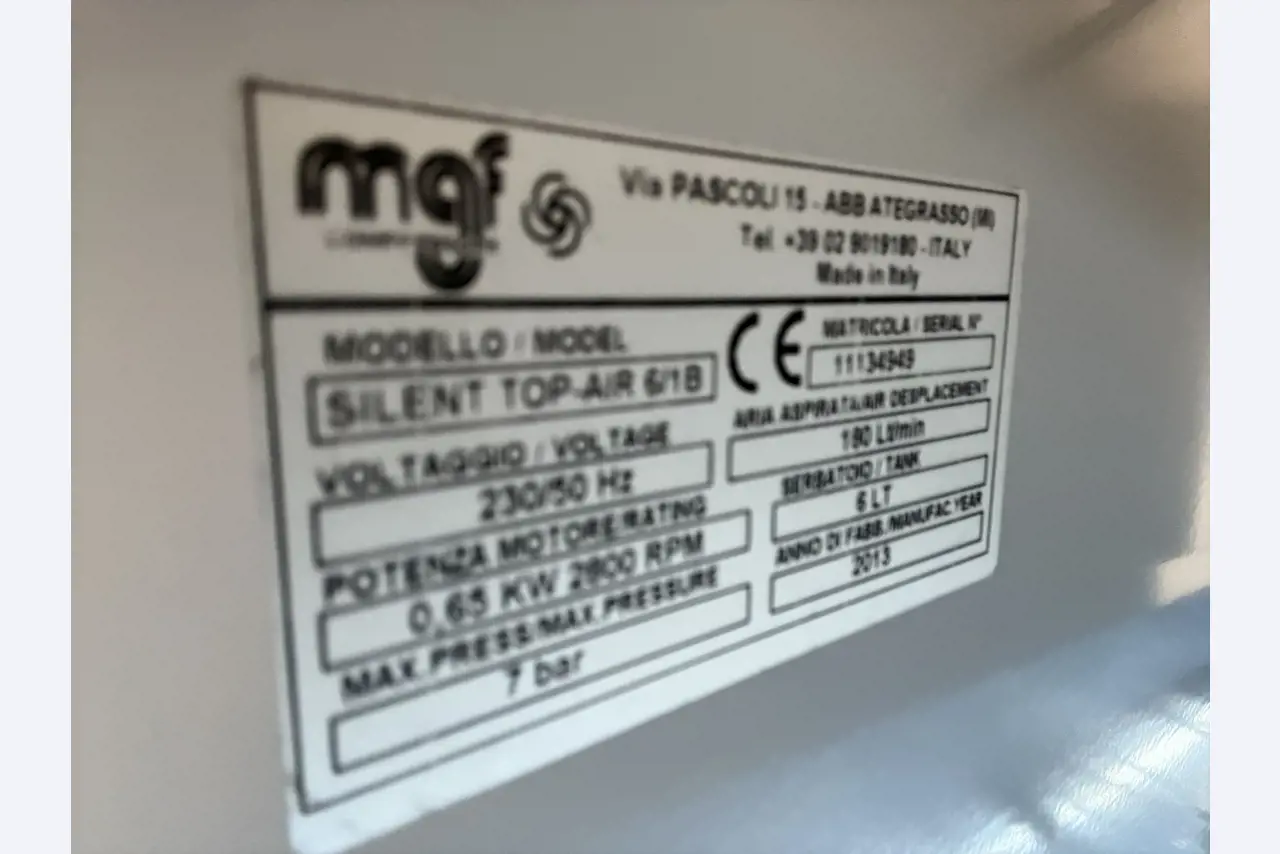 mgf
Via PASCOLI 15 - ABBATEGRASSO (MI)
Tel. +39 02 9019180 - ITALY
Made in Italy
MODELLO / MODEL
SILENT TOP-AIR 6/1B
VOLTAGGIO / VOLTAGE
230/50 Hz
POTENZA MOTORE/RATING
0,65 KW 2800 RPM
MAX.PRESS/MAX.PRESSURE
7 bar
CE
MATRICOLA / SERIAL N°
11134949
ARIA ASPIRATA/AIR DESPLACEMENT
180 Lt/min
SERBATOIO / TANK
6 LT
ANNO DI FABB./MANUFAC.YEAR
2013